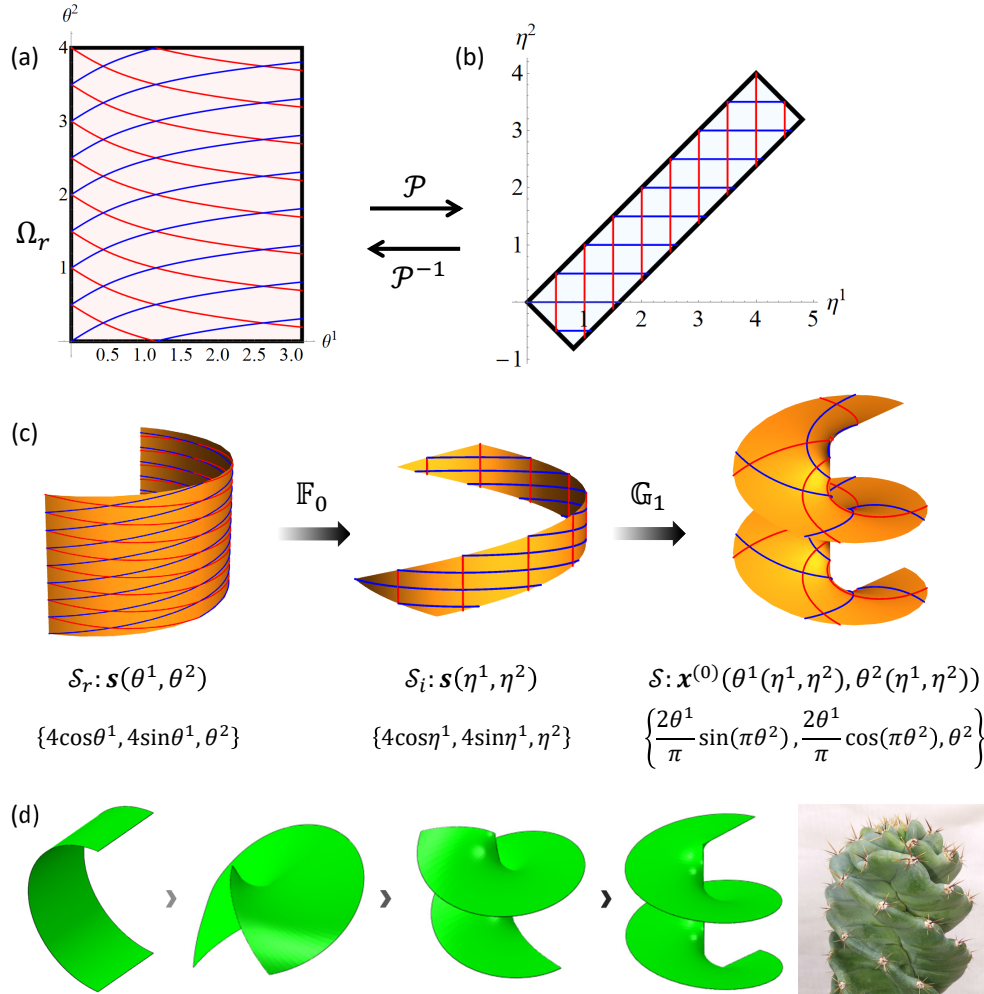 (a)
θ²
4
3
2
1
Ω_r
0.5 1.0 1.5 2.0 2.5 3.0
θ¹
𝒫
𝒫⁻¹
(b)
η²
4
3
2
1
−1
1 2 3 4 5
η¹
(c)
𝔽₀
𝔾₁
𝒮_r: 𝒔(θ¹, θ²)
𝒮_i: 𝒔(η¹, η²)
𝒮: 𝒙⁽⁰⁾(θ¹(η¹, η²), θ²(η¹, η²))
{4cosθ¹, 4sinθ¹, θ²}
{4cosη¹, 4sinη¹, η²}
{2θ¹/π sin(πθ²), 2θ¹/π cos(πθ²), θ²}
(d)